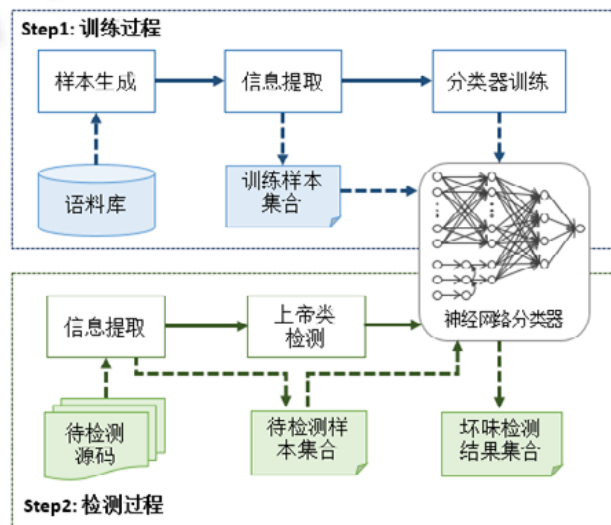 Step1: 训练过程
样本生成
信息提取
分类器训练
语料库
训练样本
集合
神经网络分类器
信息提取
上帝类
检测
待检测
源码
待检测样
本集合
坏味检测
结果集合
Step2: 检测过程